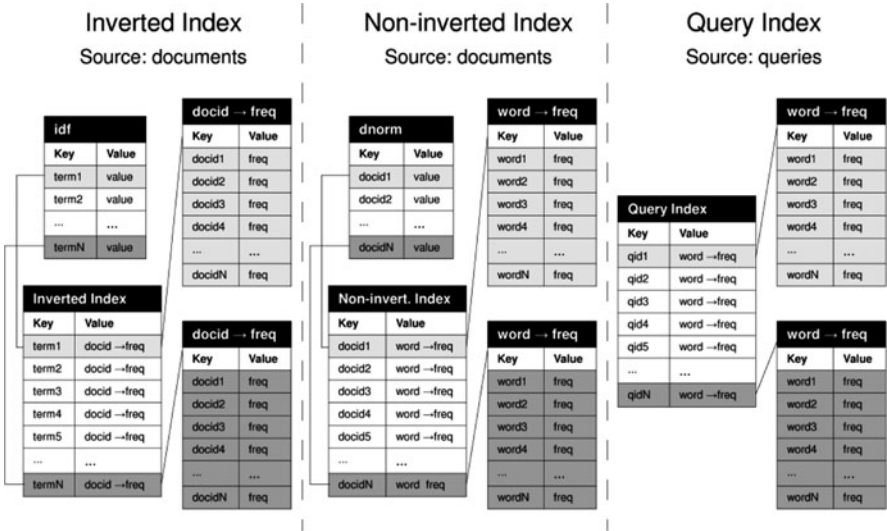 Inverted Index
Source: documents
idf
Key Value
term1 value
term2 value
... ...
termN value
docid → freq
Key Value
docid1 freq
docid2 freq
docid3 freq
docid4 freq
... ...
docidN freq
Inverted Index
Key Value
term1 docid →freq
term2 docid →freq
term3 docid →freq
term4 docid →freq
term5 docid →freq
... ...
termN docid →freq
docid → freq
Key Value
docid1 freq
docid2 freq
docid3 freq
docid4 freq
... ...
docidN freq
Non-inverted Index
Source: documents
dnorm
Key Value
docid1 value
docid2 value
... ...
docidN value
word → freq
Key Value
word1 freq
word2 freq
word3 freq
word4 freq
... ...
wordN freq
Non-invert. Index
Key Value
docid1 word →freq
docid2 word →freq
docid3 word →freq
docid4 word →freq
docid5 word →freq
... ...
docidN word freq
word → freq
Key Value
word1 freq
word2 freq
word3 freq
word4 freq
... ...
wordN freq
Query Index
Source: queries
word → freq
Key Value
word1 freq
word2 freq
word3 freq
word4 freq
... ...
wordN freq
Query Index
Key Value
qid1 word →freq
qid2 word →freq
qid3 word →freq
qid4 word →freq
qid5 word →freq
... ...
qidN word →freq
word → freq
Key Value
word1 freq
word2 freq
word3 freq
word4 freq
... ...
wordN freq